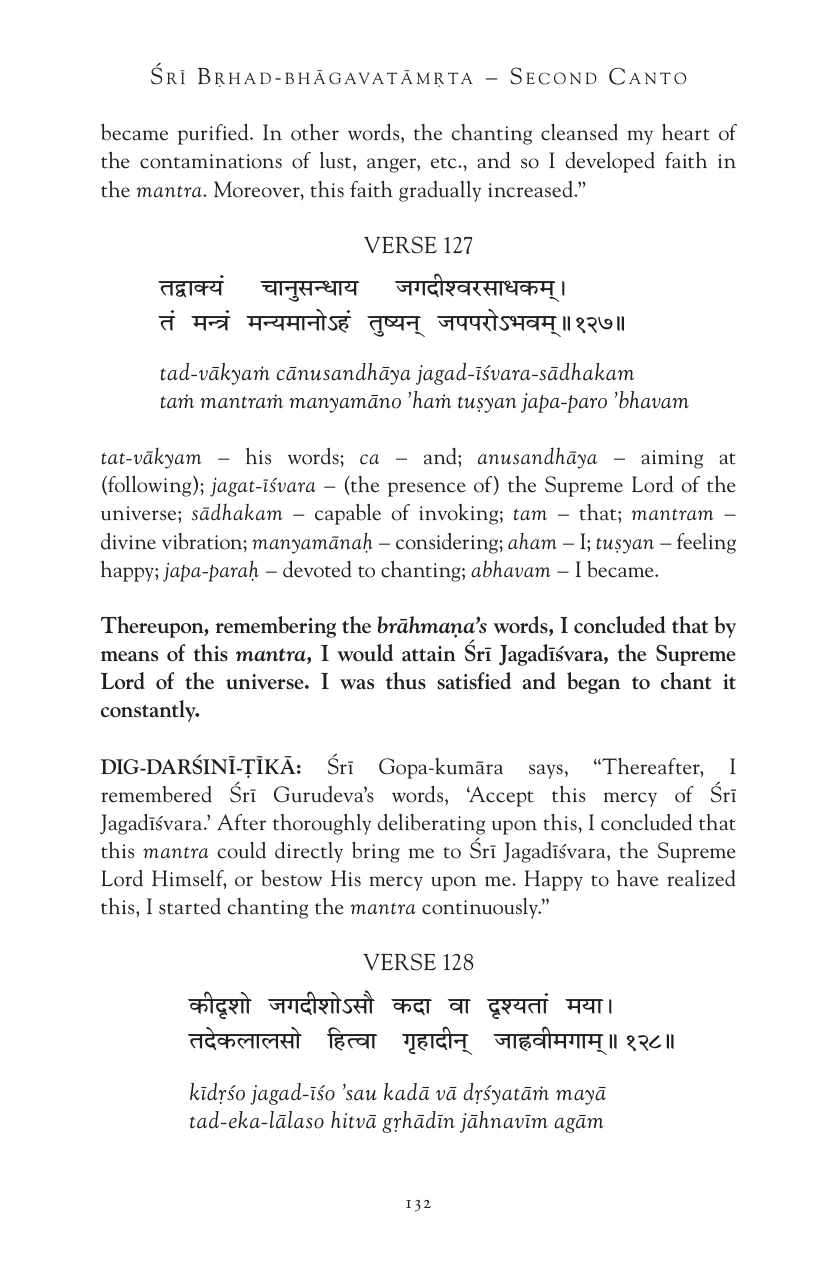 Śrī Bṛhad-bhāgavatāmṛta – Second Canto
became purified. In other words, the chanting cleansed my heart of
the contaminations of lust, anger, etc., and so I developed faith in
the mantra. Moreover, this faith gradually increased.”
VERSE 127
तद्वाक्यं चानुसन्धाय जगदीश्वरसाधकम्।
तं मन्त्रं मन्यमानोऽहं तुष्यन् जपपरोऽभवम्॥१२७॥
tad-vākyaṁ cānusandhāya jagad-īśvara-sādhakam
taṁ mantraṁ manyamāno ’haṁ tuṣyan japa-paro ’bhavam
tat-vākyam – his words; ca – and; anusandhāya – aiming at
(following); jagat-īśvara – (the presence of) the Supreme Lord of the
universe; sādhakam – capable of invoking; tam – that; mantram –
divine vibration; manyamānaḥ – considering; aham – I; tuṣyan – feeling
happy; japa-paraḥ – devoted to chanting; abhavam – I became.
Thereupon, remembering the brāhmaṇa’s words, I concluded that by
means of this mantra, I would attain Śrī Jagadīśvara, the Supreme
Lord of the universe. I was thus satisfied and began to chant it
constantly.
DIG-DARŚINĪ-ṬĪKĀ: Śrī Gopa-kumāra says, “Thereafter, I
remembered Śrī Gurudeva’s words, ‘Accept this mercy of Śrī
Jagadīśvara.’ After thoroughly deliberating upon this, I concluded that
this mantra could directly bring me to Śrī Jagadīśvara, the Supreme
Lord Himself, or bestow His mercy upon me. Happy to have realized
this, I started chanting the mantra continuously.”
VERSE 128
कीदृशो जगदीशोऽसौ कदा वा दृश्यतां मया।
तदेकलालसो हित्वा गृहादीन् जाह्नवीमगाम्॥ १२८॥
kīdṛśo jagad-īśo ’sau kadā vā dṛśyatāṁ mayā
tad-eka-lālaso hitvā gṛhādīn jāhnavīm agām
132